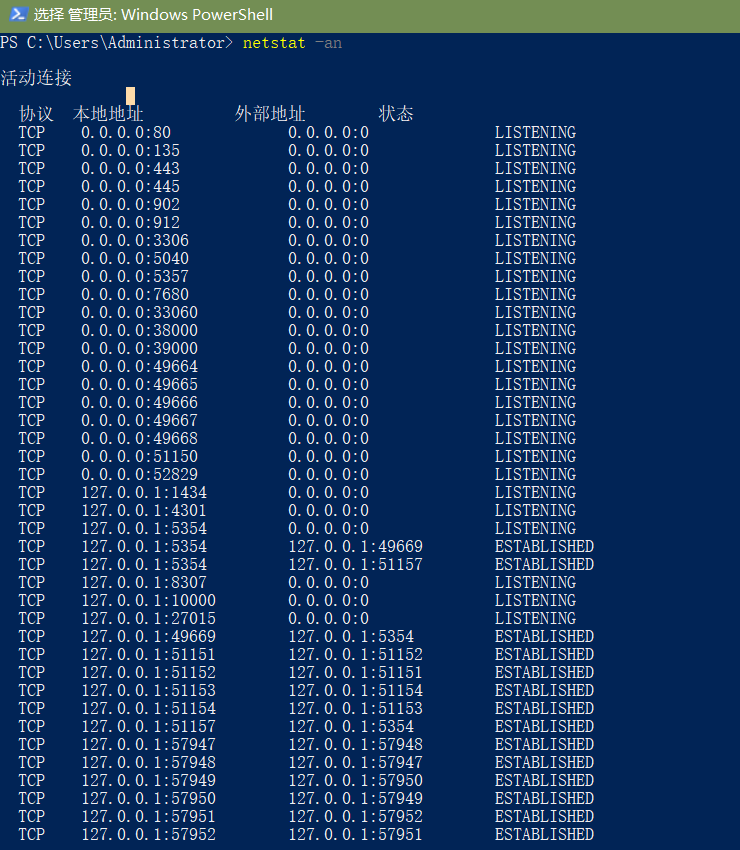 选择 管理员: Windows PowerShell
PS C:\Users\Administrator> netstat -an
活动连接
协议 本地地址 外部地址 状态
TCP 0.0.0.0:80 0.0.0.0:0 LISTENING
TCP 0.0.0.0:135 0.0.0.0:0 LISTENING
TCP 0.0.0.0:443 0.0.0.0:0 LISTENING
TCP 0.0.0.0:445 0.0.0.0:0 LISTENING
TCP 0.0.0.0:902 0.0.0.0:0 LISTENING
TCP 0.0.0.0:912 0.0.0.0:0 LISTENING
TCP 0.0.0.0:3306 0.0.0.0:0 LISTENING
TCP 0.0.0.0:5040 0.0.0.0:0 LISTENING
TCP 0.0.0.0:5357 0.0.0.0:0 LISTENING
TCP 0.0.0.0:7680 0.0.0.0:0 LISTENING
TCP 0.0.0.0:33060 0.0.0.0:0 LISTENING
TCP 0.0.0.0:38000 0.0.0.0:0 LISTENING
TCP 0.0.0.0:39000 0.0.0.0:0 LISTENING
TCP 0.0.0.0:49664 0.0.0.0:0 LISTENING
TCP 0.0.0.0:49665 0.0.0.0:0 LISTENING
TCP 0.0.0.0:49666 0.0.0.0:0 LISTENING
TCP 0.0.0.0:49667 0.0.0.0:0 LISTENING
TCP 0.0.0.0:49668 0.0.0.0:0 LISTENING
TCP 0.0.0.0:51150 0.0.0.0:0 LISTENING
TCP 0.0.0.0:52829 0.0.0.0:0 LISTENING
TCP 127.0.0.1:1434 0.0.0.0:0 LISTENING
TCP 127.0.0.1:4301 0.0.0.0:0 LISTENING
TCP 127.0.0.1:5354 0.0.0.0:0 LISTENING
TCP 127.0.0.1:5354 127.0.0.1:49669 ESTABLISHED
TCP 127.0.0.1:5354 127.0.0.1:51157 ESTABLISHED
TCP 127.0.0.1:8307 0.0.0.0:0 LISTENING
TCP 127.0.0.1:10000 0.0.0.0:0 LISTENING
TCP 127.0.0.1:27015 0.0.0.0:0 LISTENING
TCP 127.0.0.1:49669 127.0.0.1:5354 ESTABLISHED
TCP 127.0.0.1:51151 127.0.0.1:51152 ESTABLISHED
TCP 127.0.0.1:51152 127.0.0.1:51151 ESTABLISHED
TCP 127.0.0.1:51153 127.0.0.1:51154 ESTABLISHED
TCP 127.0.0.1:51154 127.0.0.1:51153 ESTABLISHED
TCP 127.0.0.1:51157 127.0.0.1:5354 ESTABLISHED
TCP 127.0.0.1:57947 127.0.0.1:57948 ESTABLISHED
TCP 127.0.0.1:57948 127.0.0.1:57947 ESTABLISHED
TCP 127.0.0.1:57949 127.0.0.1:57950 ESTABLISHED
TCP 127.0.0.1:57950 127.0.0.1:57949 ESTABLISHED
TCP 127.0.0.1:57951 127.0.0.1:57952 ESTABLISHED
TCP 127.0.0.1:57952 127.0.0.1:57951 ESTABLISHED